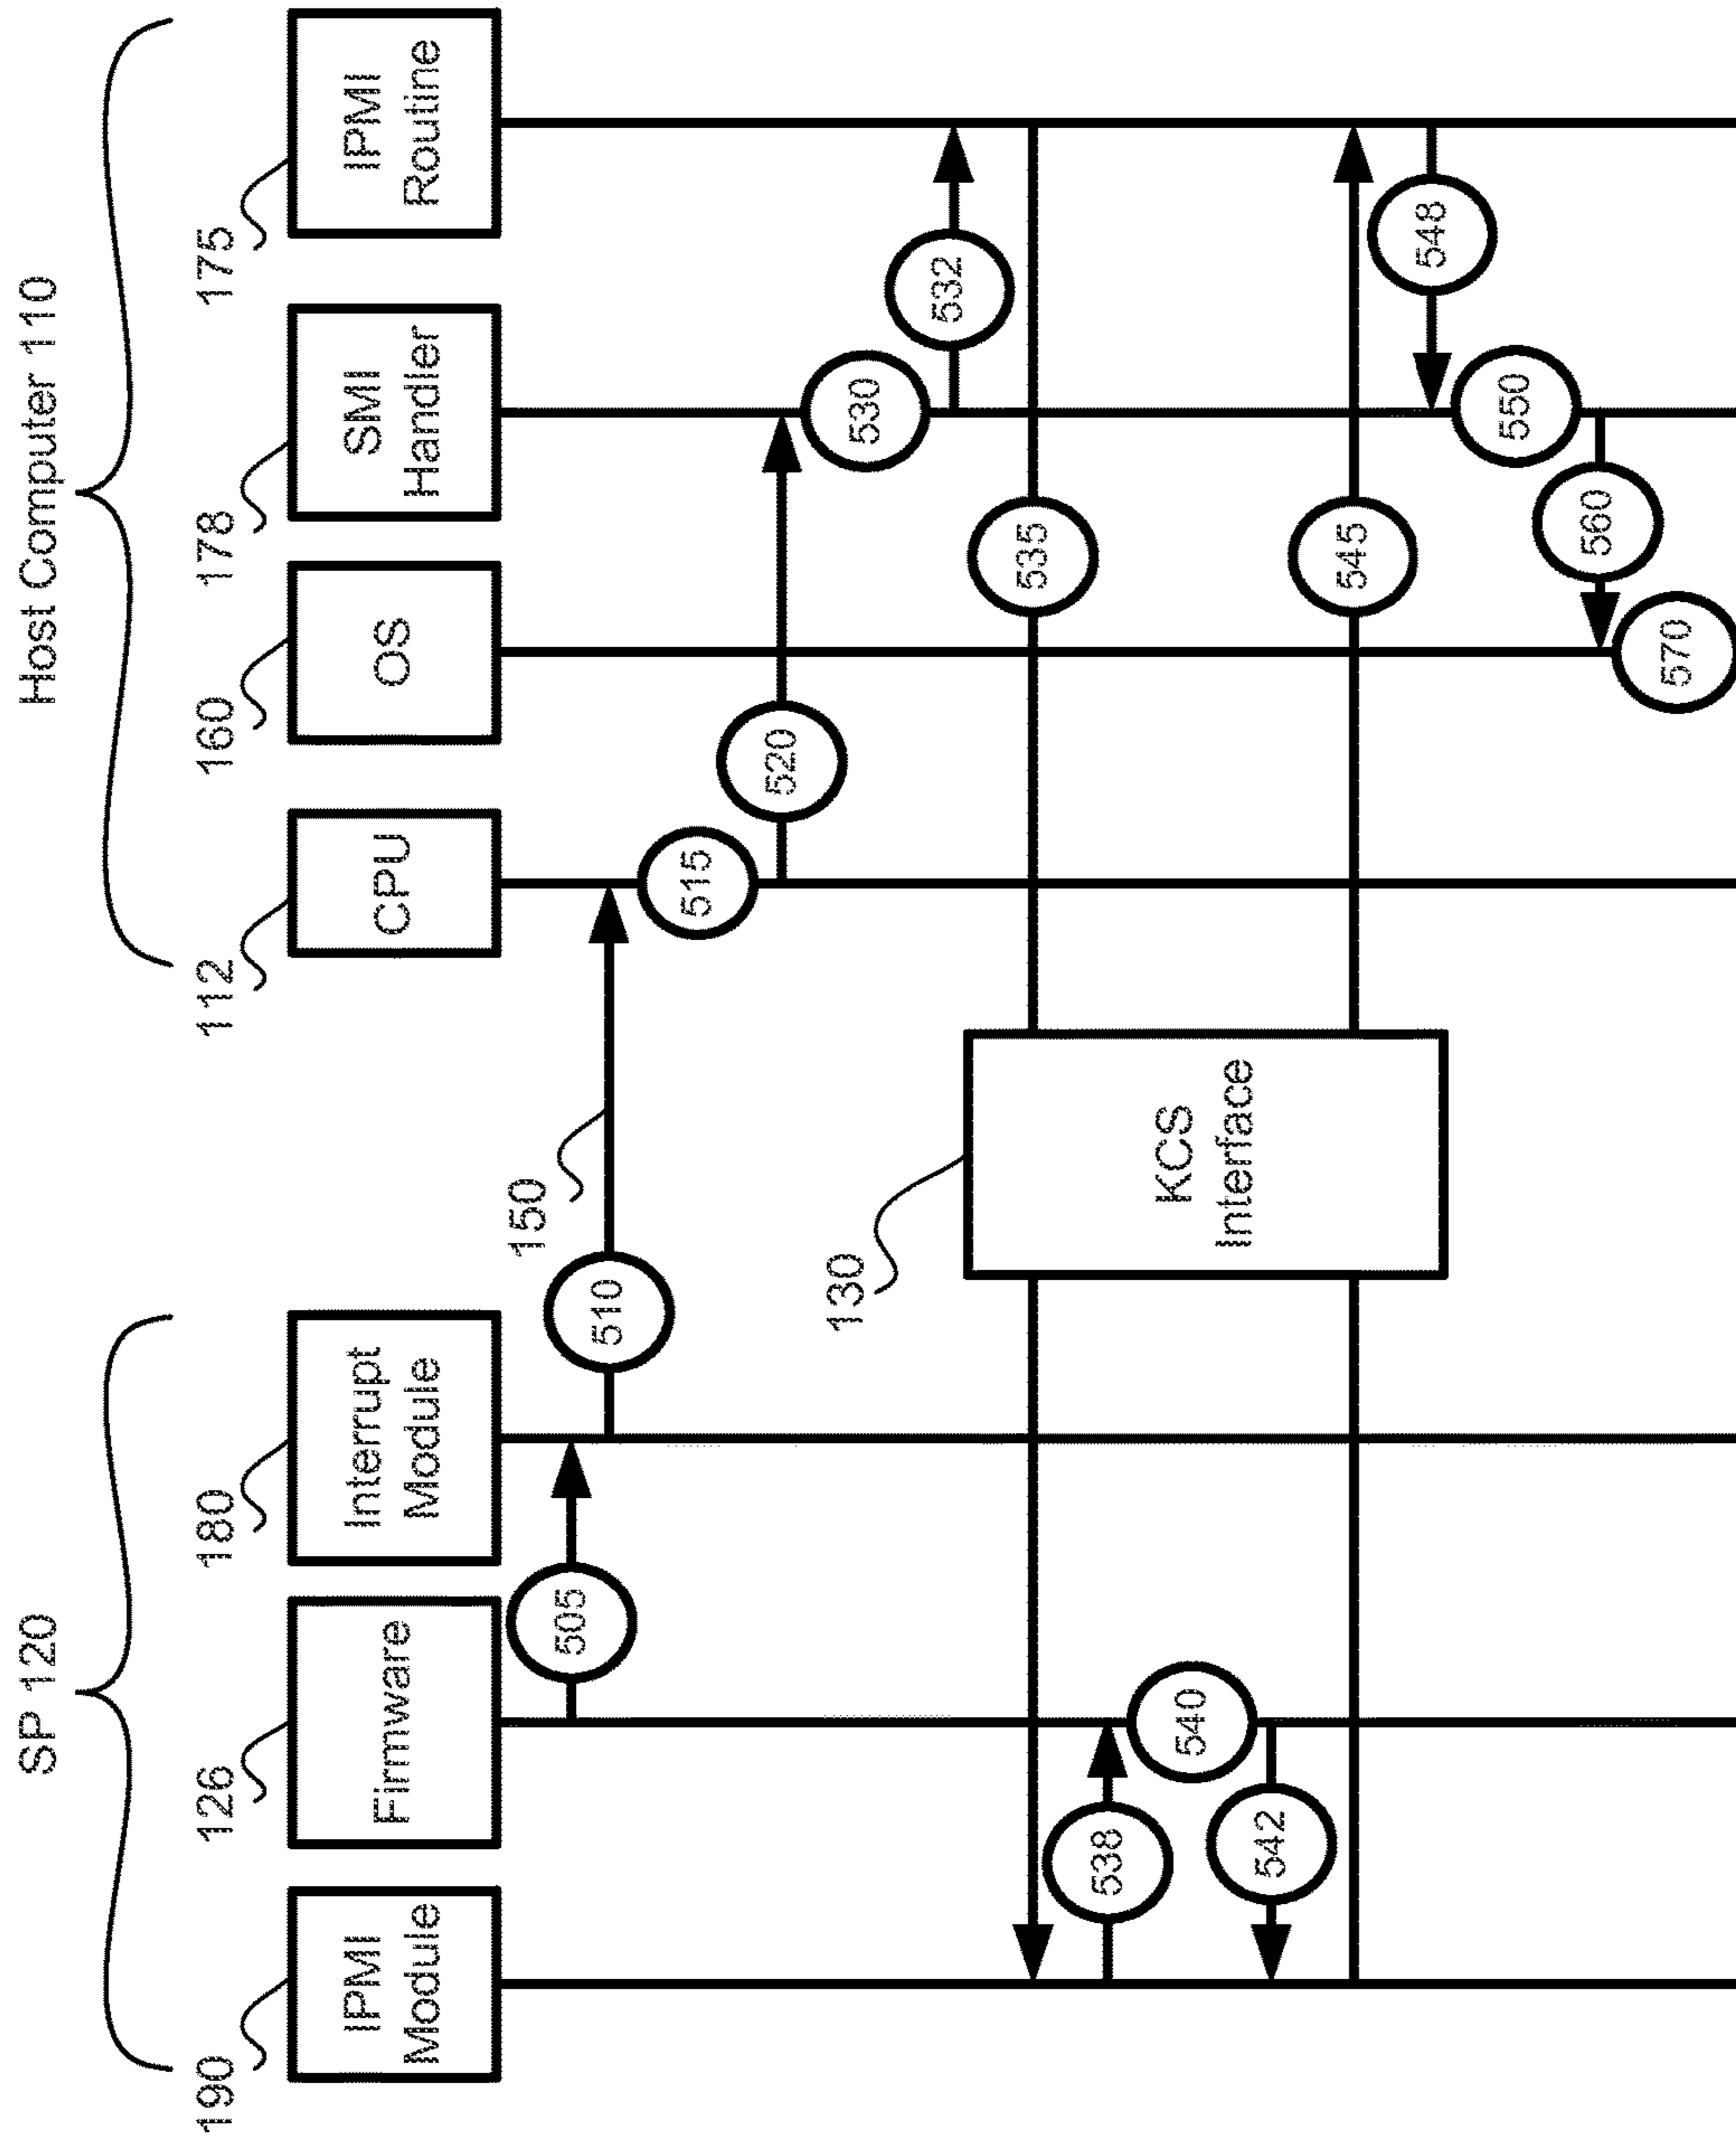 SP 120
Host Computer 110
190
126
180
112
160
178
175
IPMI
Module
Firmware
Interrupt
Module
CPU
OS
SMI
Handler
IPMI
Routine
505
510
150
515
520
530
532
130
KCS
Interface
535
538
540
542
545
548
550
560
570